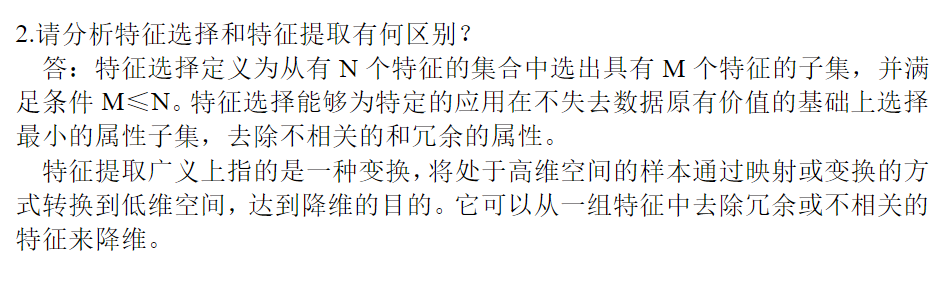 2.请分析特征选择和特征提取有何区别?
答：特征选择定义为从有 N 个特征的集合中选出具有 M 个特征的子集，并满
足条件 M≤N。特征选择能够为特定的应用在不失去数据原有价值的基础上选择
最小的属性子集，去除不相关的和冗余的属性。
特征提取广义上指的是一种变换，将处于高维空间的样本通过映射或变换的方
式转换到低维空间，达到降维的目的。它可以从一组特征中去除冗余或不相关的
特征来降维。